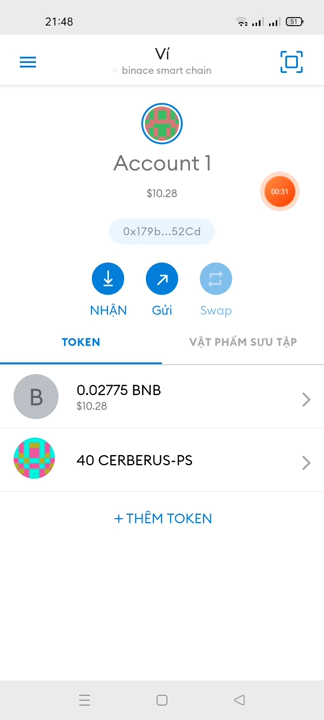 21:48
51
Ví
binace smart chain
Account 1
$10.28
00:31
0x179b...52Cd
NHẬN
Gửi
Swap
TOKEN
VẬT PHẨM SƯU TẬP
B
0.02775 BNB
$10.28
40 CERBERUS-PS
+ THÊM TOKEN